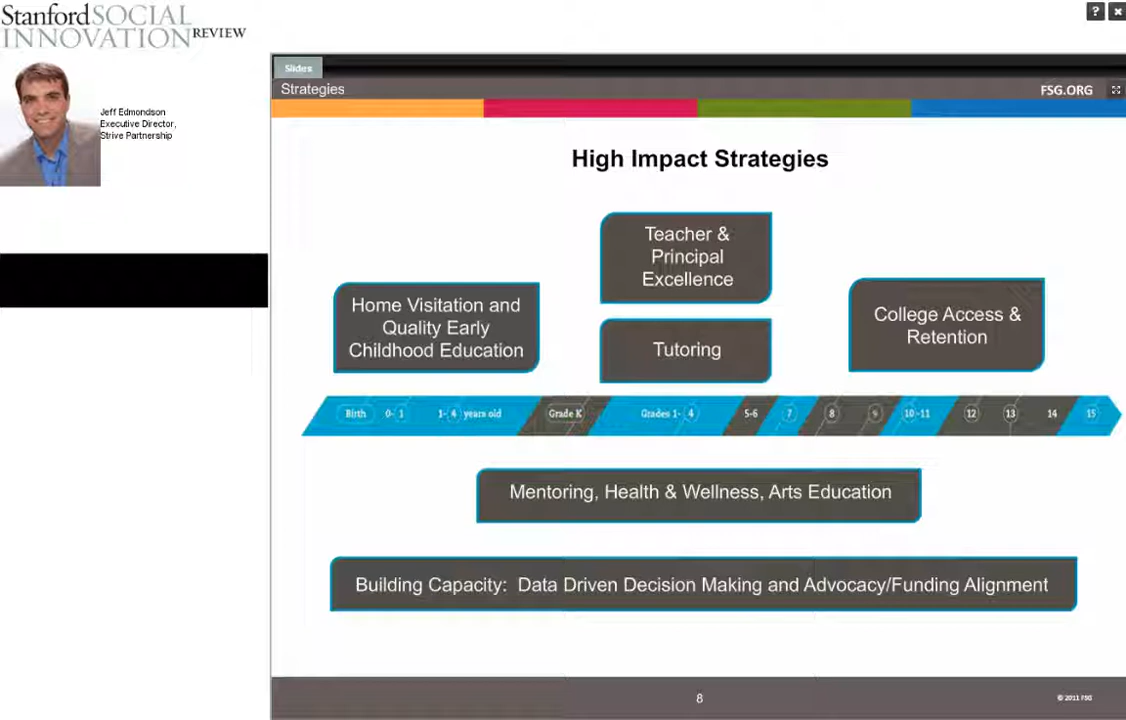 Stanford SOCIAL
INNOVATION REVIEW
? ×
Jeff Edmondson
Executive Director,
Strive Partnership
Slides
Strategies
FSG.ORG
High Impact Strategies
Teacher &
Principal
Excellence
Home Visitation and
Quality Early
Childhood Education
Tutoring
College Access &
Retention
Birth 0-1 1-4 years old Grade K Grades 1-4 5-6 7 8 9 10-11 12 13 14 15
Mentoring, Health & Wellness, Arts Education
Building Capacity: Data Driven Decision Making and Advocacy/Funding Alignment
8
© 2011 FSG